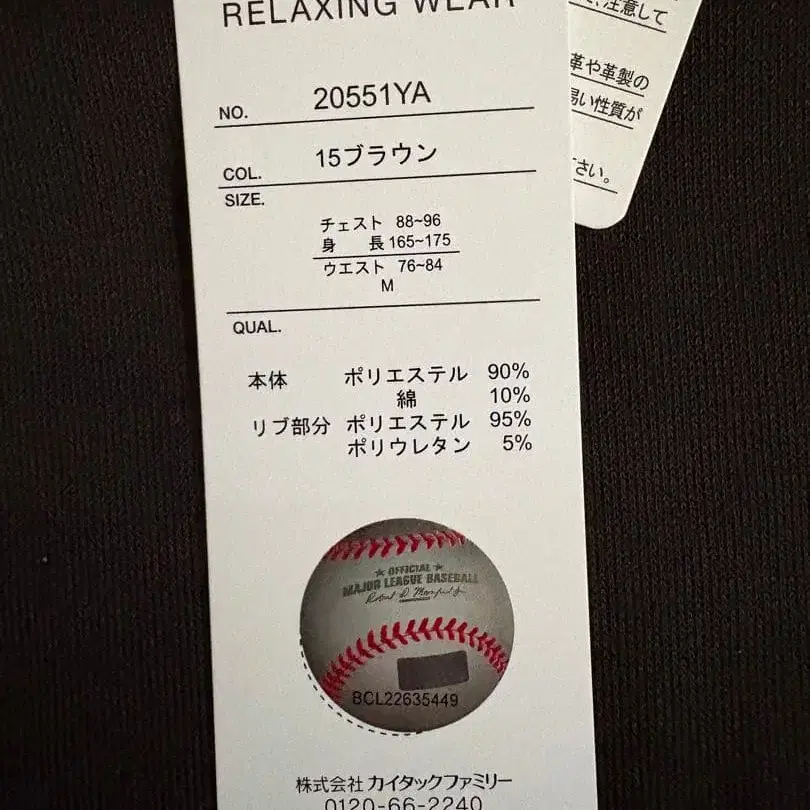 RELAXING WEAR
NO. 20551YA
COL. 15ブラウン
SIZE.
チェスト 88~96
身　長 165~175
ウエスト 76~84
M
QUAL.
本体 ポリエステル 90%
綿 10%
リブ部分 ポリエステル 95%
ポリウレタン 5%
★ OFFICIAL ★
MAJOR LEAGUE BASEBALL
BCL22635449
株式会社 カイタックファミリー
0120-66-2240
注意して
革や革製の
易い性質が
さい。